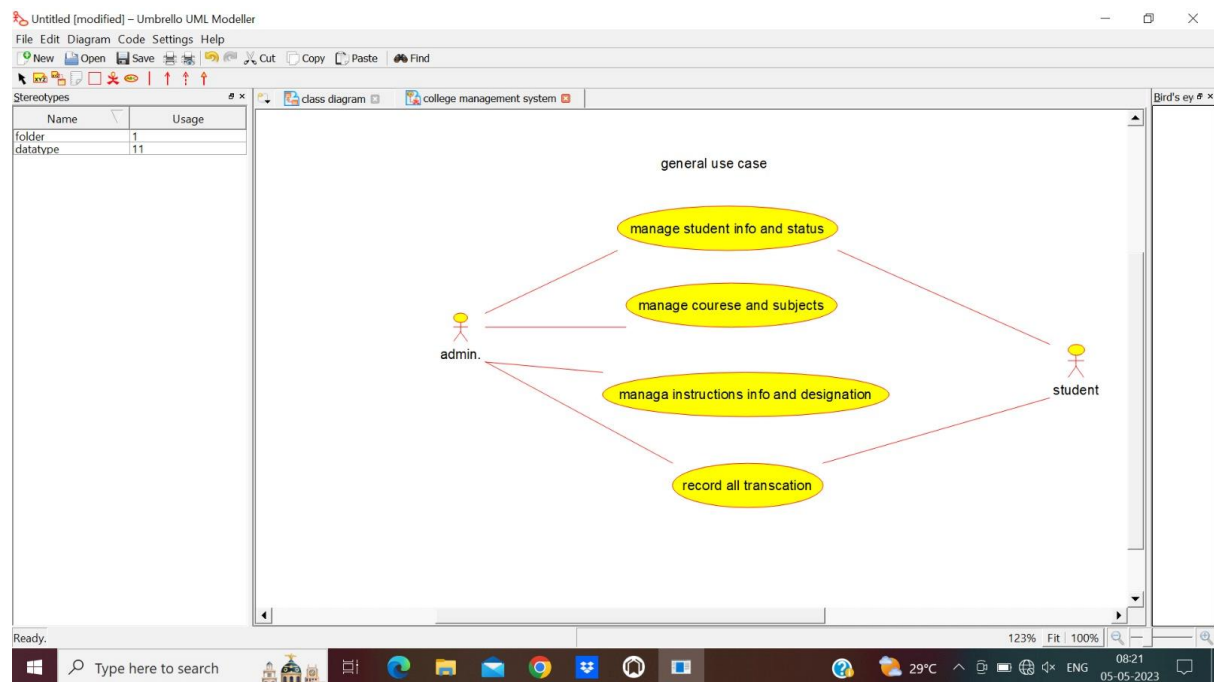 Untitled [modified] – Umbrello UML Modeller
File Edit Diagram Code Settings Help
New Open Save Cut Copy Paste Find
Stereotypes
class diagram college management system
Bird's ey
Name Usage
folder 1
datatype 11
general use case
manage student info and status
manage courese and subjects
admin.
managa instructions info and designation
student
record all transcation
Ready.
123% Fit 100%
Type here to search
29°C ENG
08:21
05-05-2023